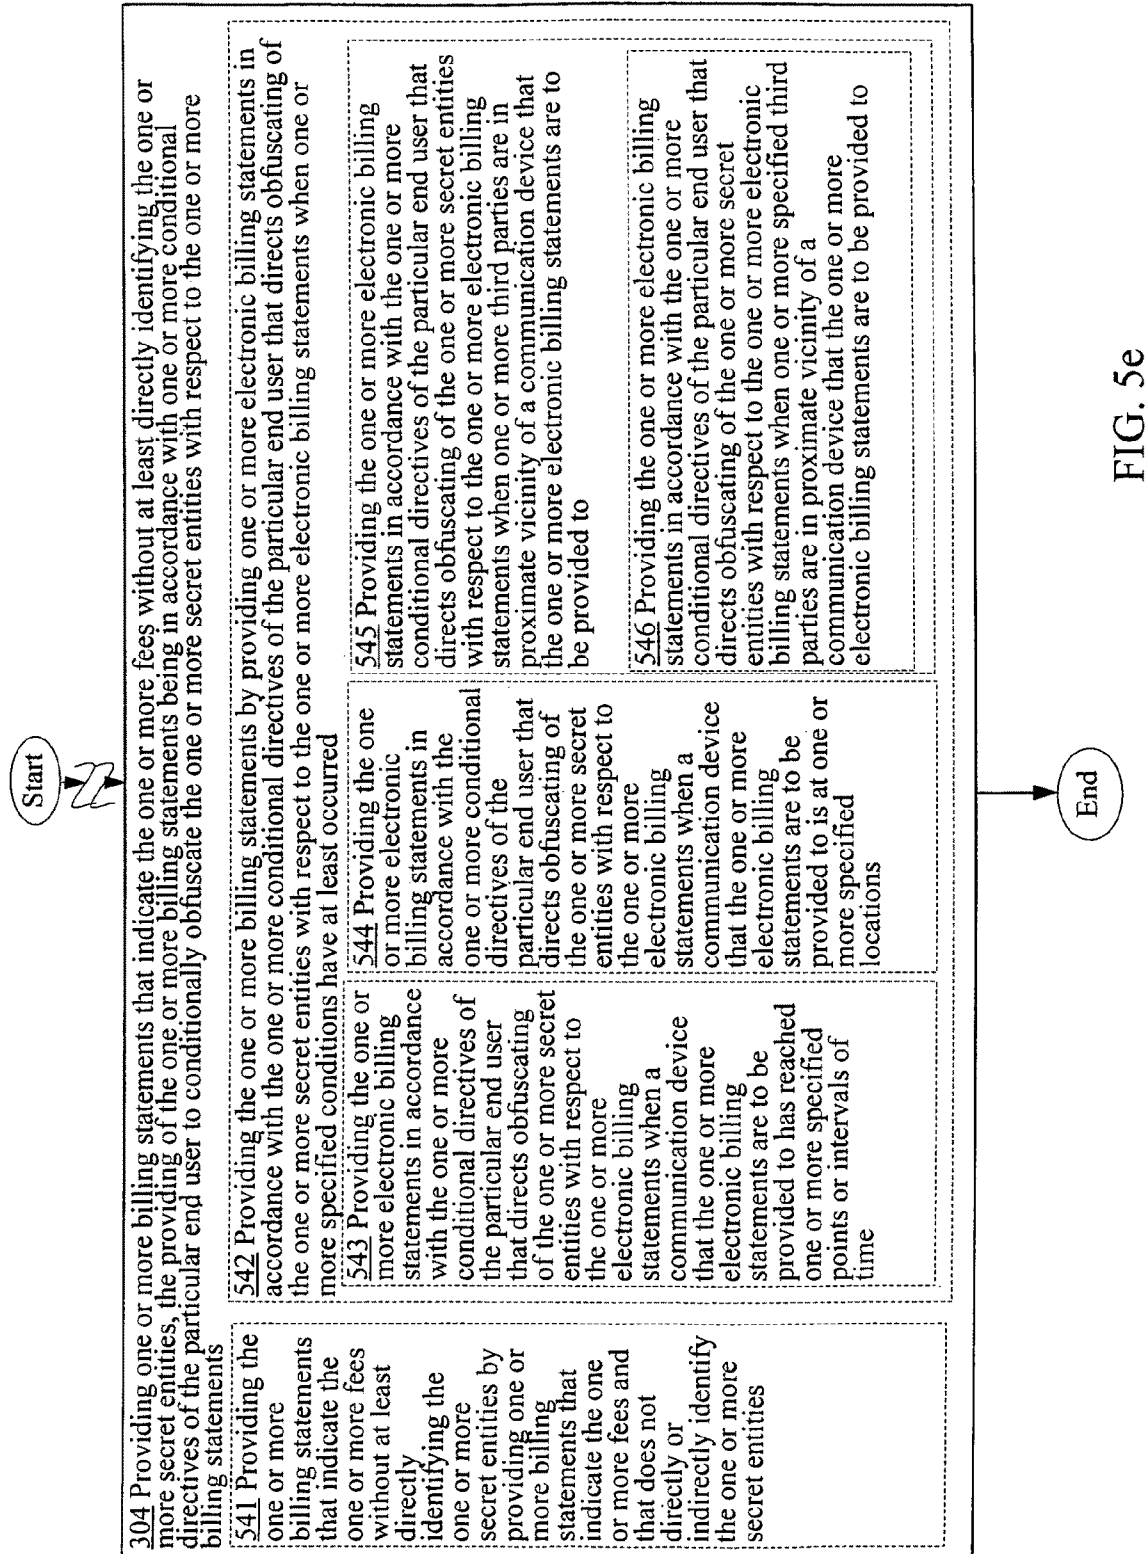 Start
304 Providing one or more billing statements that indicate the one or more fees without at least directly identifying the one or
more secret entities, the providing of the one or more billing statements being in accordance with one or more conditional
directives of the particular end user to conditionally obfuscate the one or more secret entities with respect to the one or more
billing statements
541 Providing the
one or more
billing statements
that indicate the
one or more fees
without at least
directly
identifying the
one or more
secret entities by
providing one or
more billing
statements that
indicate the one
or more fees and
that does not
directly or
indirectly identify
the one or more
secret entities
542 Providing the one or more billing statements by providing one or more electronic billing statements in
accordance with the one or more conditional directives of the particular end user that directs obfuscating of
the one or more secret entities with respect to the one or more electronic billing statements when one or
more specified conditions have at least occurred
543 Providing the one or
more electronic billing
statements in accordance
with the one or more
conditional directives of
the particular end user
that directs obfuscating
of the one or more secret
entities with respect to
the one or more
electronic billing
statements when a
communication device
that the one or more
electronic billing
statements are to be
provided to has reached
one or more specified
points or intervals of
time
544 Providing the one
or more electronic
billing statements in
accordance with the
one or more conditional
directives of the
particular end user that
directs obfuscating of
the one or more secret
entities with respect to
the one or more
electronic billing
statements when a
communication device
that the one or more
electronic billing
statements are to be
provided to is at one or
more specified
locations
545 Providing the one or more electronic billing
statements in accordance with the one or more
conditional directives of the particular end user that
directs obfuscating of the one or more secret entities
with respect to the one or more electronic billing
statements when one or more third parties are in
proximate vicinity of a communication device that
the one or more electronic billing statements are to
be provided to
546 Providing the one or more electronic billing
statements in accordance with the one or more
conditional directives of the particular end user that
directs obfuscating of the one or more secret
entities with respect to the one or more electronic
billing statements when one or more specified third
parties are in proximate vicinity of a
communication device that the one or more
electronic billing statements are to be provided to
End
FIG. 5e